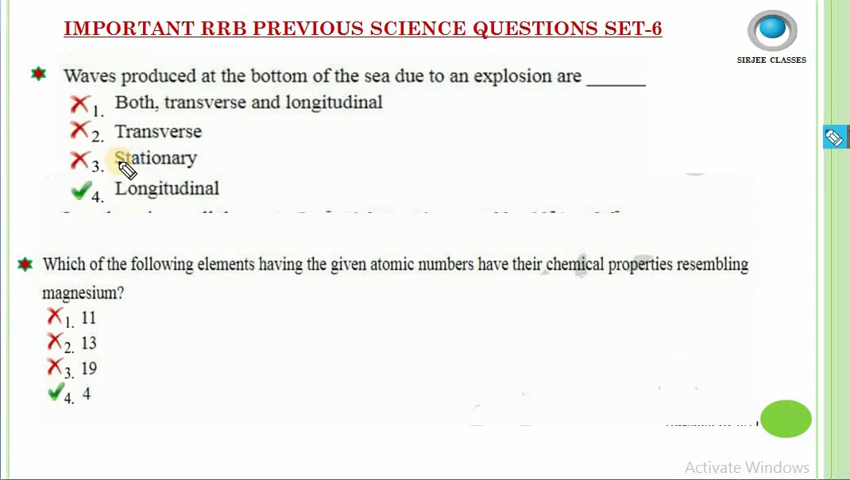 IMPORTANT RRB PREVIOUS SCIENCE QUESTIONS SET-6
SIRJEE CLASSES
Waves produced at the bottom of the sea due to an explosion are ______
1. Both, transverse and longitudinal
2. Transverse
3. Stationary
4. Longitudinal
Which of the following elements having the given atomic numbers have their chemical properties resembling
magnesium?
1. 11
2. 13
3. 19
4. 4
Activate Windows